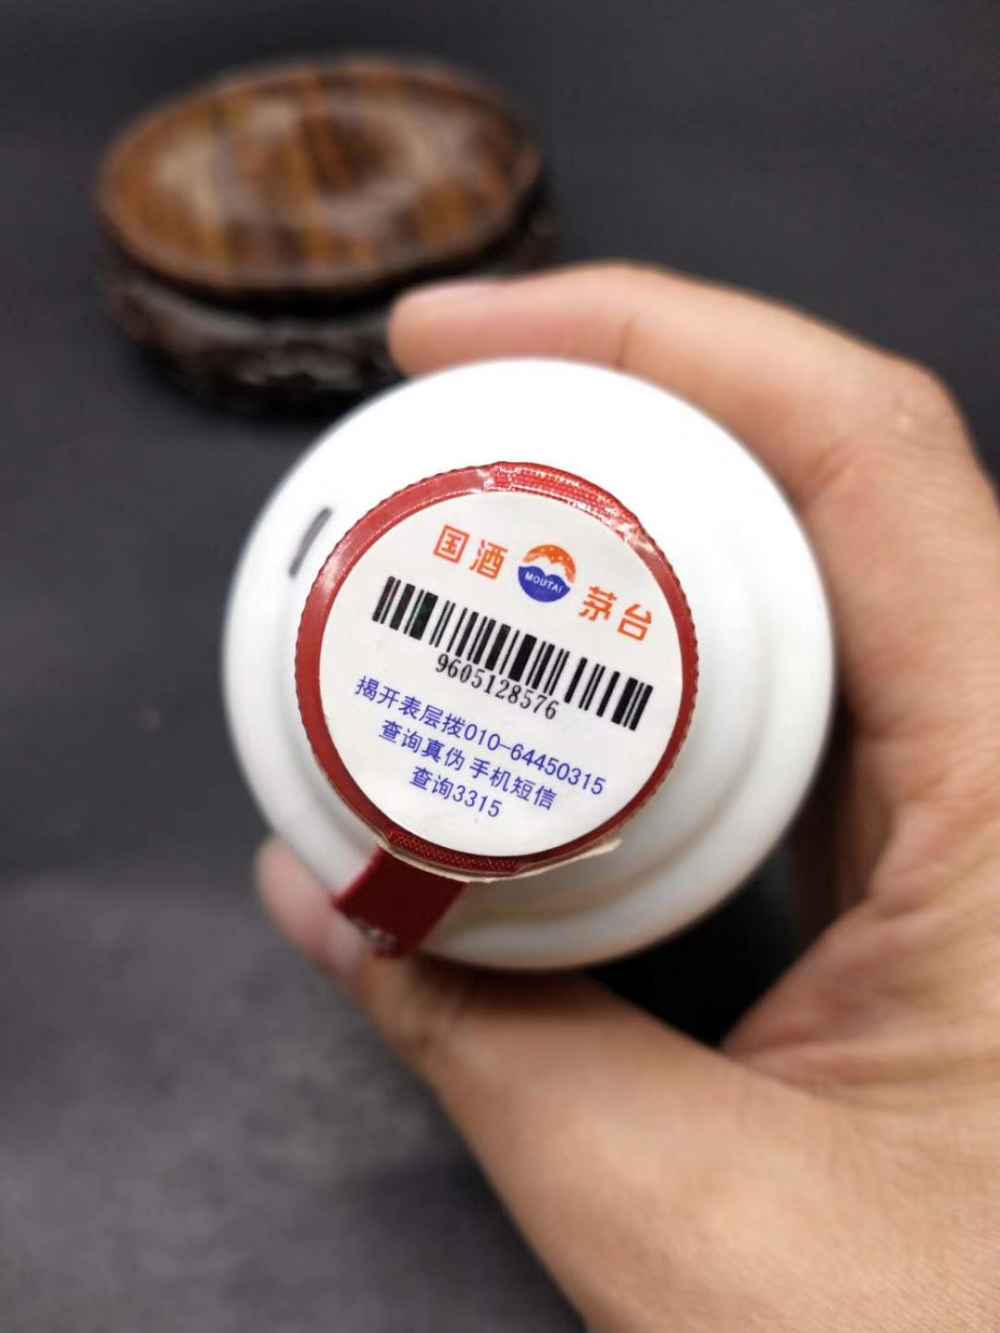 国酒 MOUTAI 茅台
9605128576
揭开表层拨010-64450315
查询真伪 手机短信
查询3315